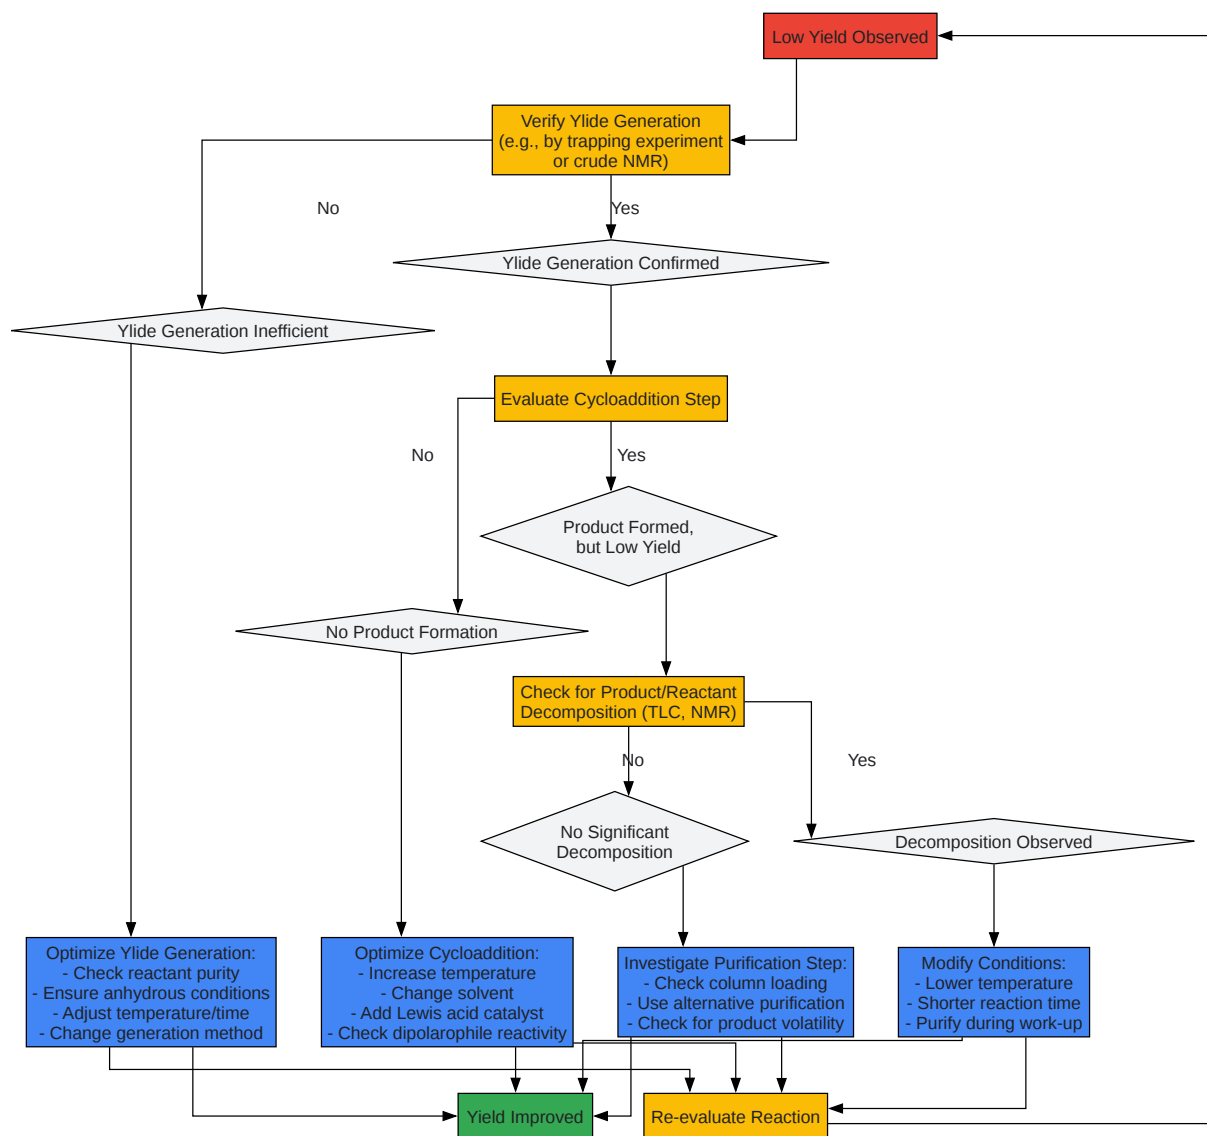 Low Yield Observed
Verify Ylide Generation
(e.g., by trapping experiment
or crude NMR)
No
Yes
Ylide Generation Confirmed
Ylide Generation Inefficient
Evaluate Cycloaddition Step
No
Yes
Product Formed,
but Low Yield
No Product Formation
Check for Product/Reactant
Decomposition (TLC, NMR)
No
Yes
No Significant
Decomposition
Decomposition Observed
Optimize Ylide Generation:
- Check reactant purity
- Ensure anhydrous conditions
- Adjust temperature/time
- Change generation method
Optimize Cycloaddition:
- Increase temperature
- Change solvent
- Add Lewis acid catalyst
- Check dipolarophile reactivity
Investigate Purification Step:
- Check column loading
- Use alternative purification
- Check for product volatility
Modify Conditions:
- Lower temperature
- Shorter reaction time
- Purify during work-up
Yield Improved
Re-evaluate Reaction